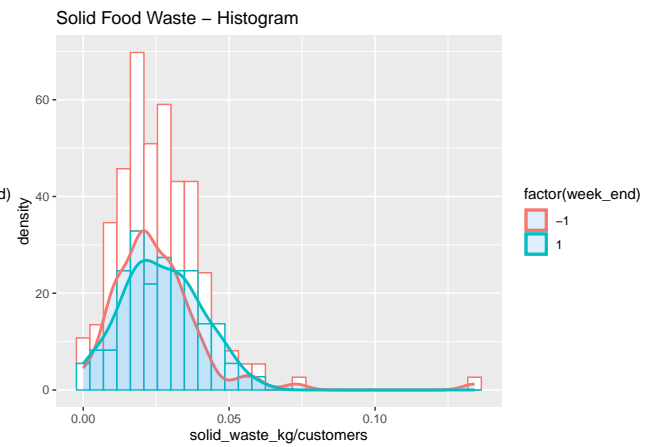 Solid Food Waste − Histogram
60
40
20
0
density
d)
0.00
0.05
0.10
solid_waste_kg/customers
factor(week_end)
−1
1